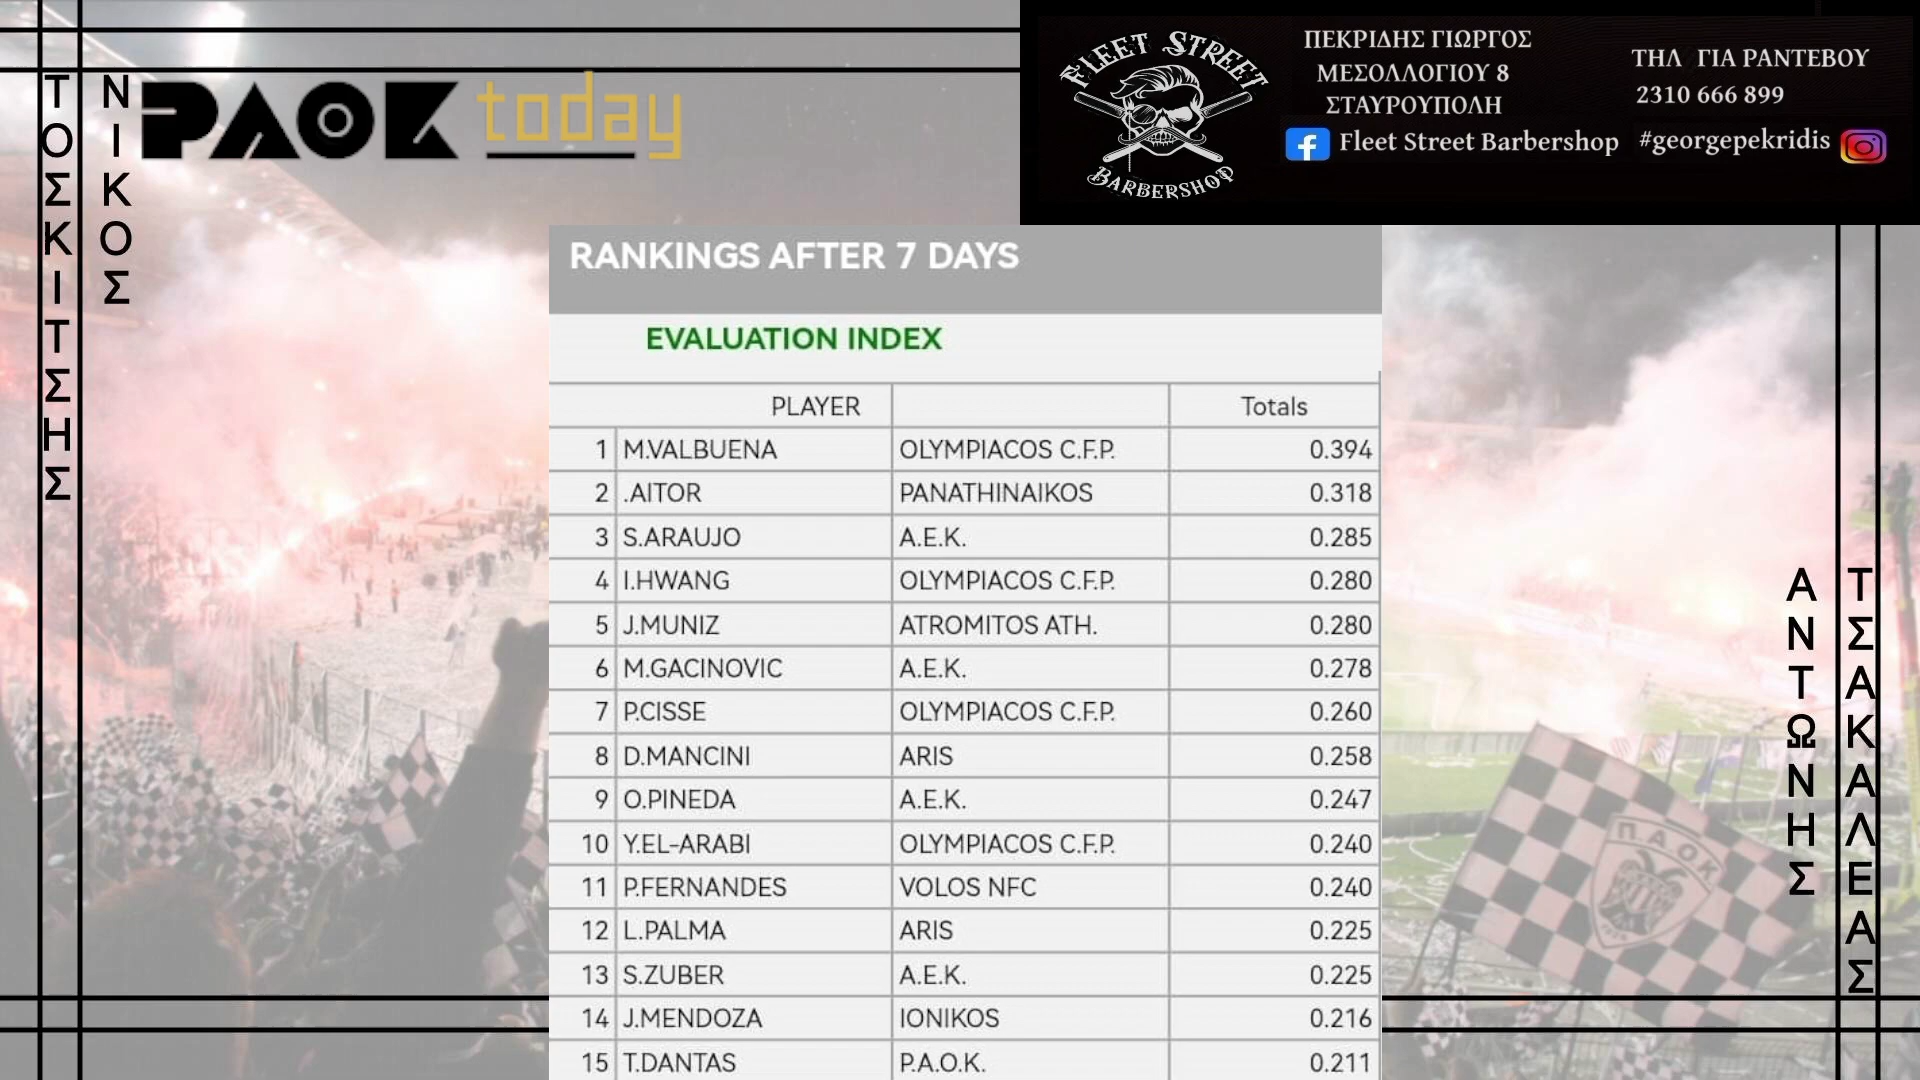 ΤΟΣΚΙΤΣΗΣ
ΝΙΚΟΣ
PAOK today
FLEET STREET
BARBERSHOP
ΠΕΚΡΙΔΗΣ ΓΙΩΡΓΟΣ
ΜΕΣΟΛΛΟΓΙΟΥ 8
ΣΤΑΥΡΟΥΠΟΛΗ
Fleet Street Barbershop
ΤΗΛ ΓΙΑ ΡΑΝΤΕΒΟΥ
2310 666 899
#georgepekridis
RANKINGS AFTER 7 DAYS
EVALUATION INDEX
PLAYER Totals
1 M.VALBUENA OLYMPIACOS C.F.P. 0.394
2 .AITOR PANATHINAIKOS 0.318
3 S.ARAUJO A.E.K. 0.285
4 I.HWANG OLYMPIACOS C.F.P. 0.280
5 J.MUNIZ ATROMITOS ATH. 0.280
6 M.GACINOVIC A.E.K. 0.278
7 P.CISSE OLYMPIACOS C.F.P. 0.260
8 D.MANCINI ARIS 0.258
9 O.PINEDA A.E.K. 0.247
10 Y.EL-ARABI OLYMPIACOS C.F.P. 0.240
11 P.FERNANDES VOLOS NFC 0.240
12 L.PALMA ARIS 0.225
13 S.ZUBER A.E.K. 0.225
14 J.MENDOZA IONIKOS 0.216
15 T.DANTAS P.A.O.K. 0.211
ΑΝΤΩΝΗΣ
ΤΣΑΚΑΛΕΑΣ
ΠΑΟΚ